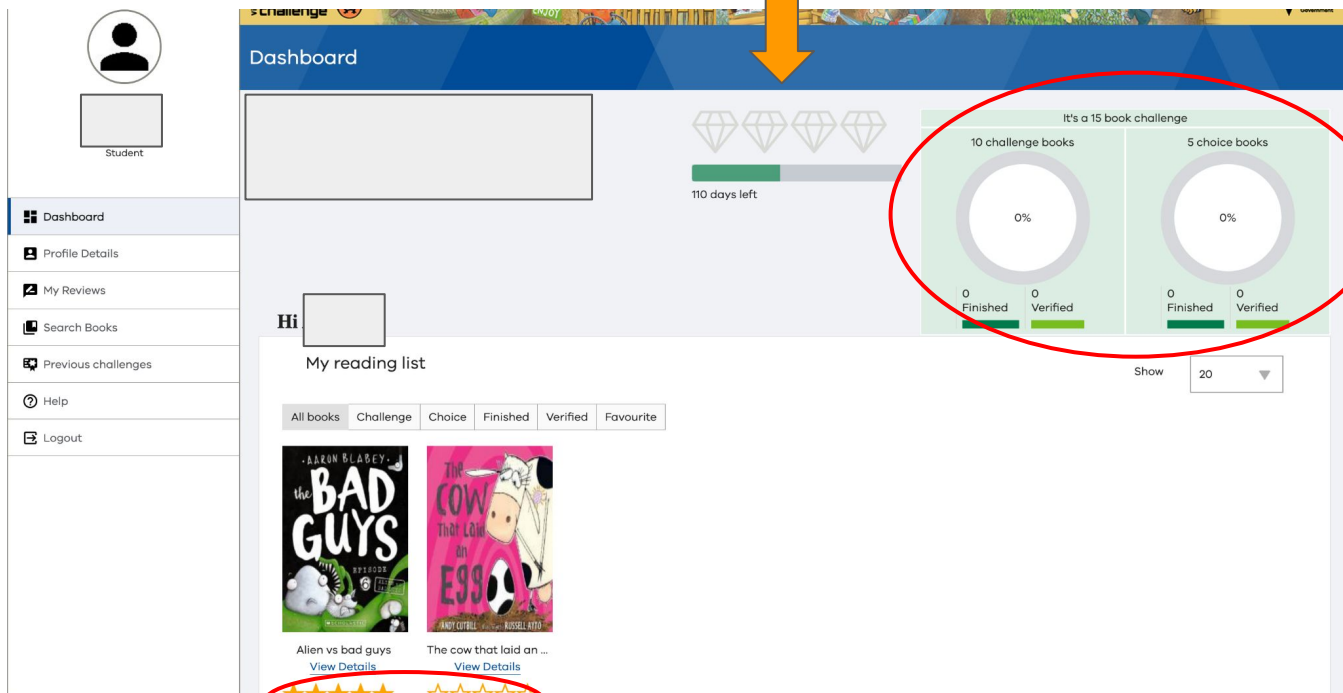 challenge
ENJOY
Government
Dashboard
Student
It's a 15 book challenge
10 challenge books
5 choice books
110 days left
0%
0%
0
Finished
0
Verified
0
Finished
0
Verified
Dashboard
Profile Details
My Reviews
Search Books
Previous challenges
Help
Logout
Hi
My reading list
Show
20
All books
Challenge
Choice
Finished
Verified
Favourite
AARON BLABEY
the
BAD
GUYS
EPISODE
6
The
COW
That Laid
an
EGG
ANDY CUTBILL
RUSSELL AYTO
Alien vs bad guys
View Details
The cow that laid an ...
View Details